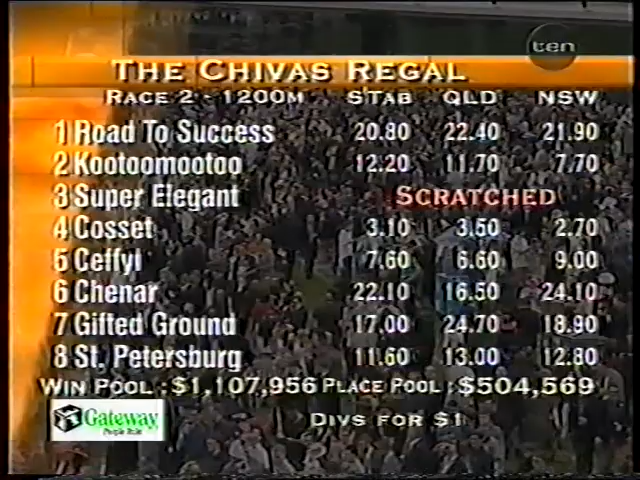 ten
THE CHIVAS REGAL
RACE 2 - 1200M STAB QLD NSW
1 Road To Success 20.80 22.40 21.90
2 Kootoomootoo 12.20 11.70 7.70
3 Super Elegant SCRATCHED
4 Cosset 3.10 3.50 2.70
5 Ceffyl 7.60 6.60 9.00
6 Chenar 22.10 16.50 24.10
7 Gifted Ground 17.00 24.70 18.90
8 St. Petersburg 11.60 13.00 12.80
WIN POOL :$1,107,956 PLACE POOL :$504,569
Gateway
People Rule
DIVS FOR $1